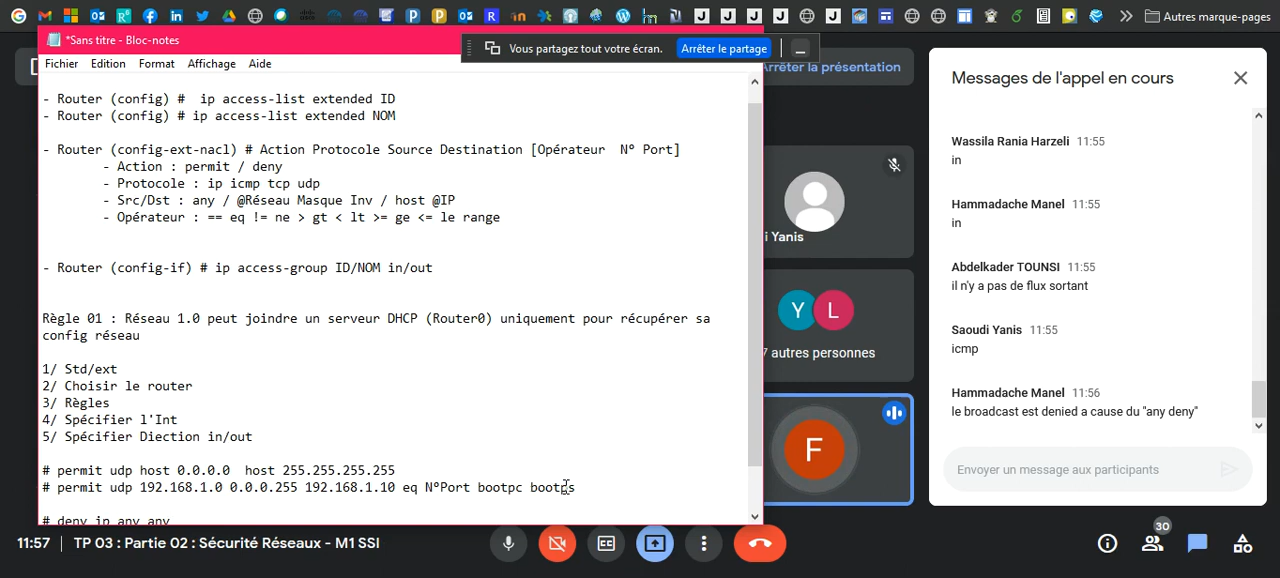 Autres marque-pages
*Sans titre - Bloc-notes
Vous partagez tout votre écran.
Arrêter le partage
Arrêter la présentation
Fichier Edition Format Affichage Aide
- Router (config) #  ip access-list extended ID
- Router (config) # ip access-list extended NOM
- Router (config-ext-nacl) # Action Protocole Source Destination [Opérateur  N° Port]
- Action : permit / deny
- Protocole : ip icmp tcp udp
- Src/Dst : any / @Réseau Masque Inv / host @IP
- Opérateur : == eq != ne > gt < lt >= ge <= le range
- Router (config-if) # ip access-group ID/NOM in/out
Règle 01 : Réseau 1.0 peut joindre un serveur DHCP (Router0) uniquement pour récupérer sa
config réseau
1/ Std/ext
2/ Choisir le router
3/ Règles
4/ Spécifier l'Int
5/ Spécifier Diection in/out
# permit udp host 0.0.0.0  host 255.255.255.255
# permit udp 192.168.1.0 0.0.0.255 192.168.1.10 eq N°Port bootpc bootps
# deny ip any any
i Yanis
Y L
7 autres personnes
F
Messages de l'appel en cours
Wassila Rania Harzeli 11:55
in
Hammadache Manel 11:55
in
Abdelkader TOUNSI 11:55
il n'y a pas de flux sortant
Saoudi Yanis 11:55
icmp
Hammadache Manel 11:56
le broadcast est denied a cause du "any deny"
Envoyer un message aux participants
11:57 | TP 03 : Partie 02 : Sécurité Réseaux - M1 SSI
30